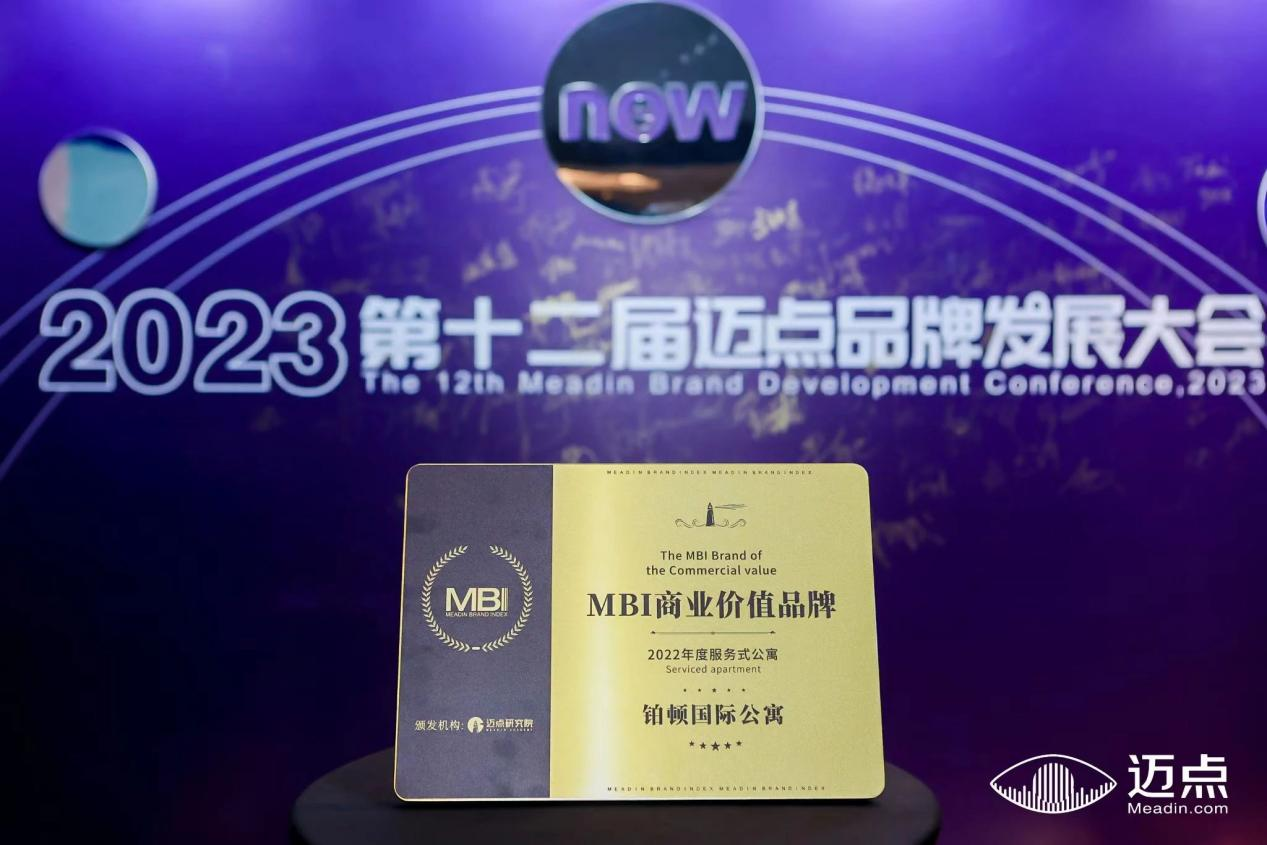 now
2023 第十二届迈点品牌发展大会
The 12th Meadin Brand Development Conference,2023
MEADIN BRANDINDEX MEADIN BRANDINDEX
The MBI Brand of
the Commercial value
MBI商业价值品牌
2022年度服务式公寓
Serviced apartment
铂顿国际公寓
MEADIN BRANDINDEX MEADIN BRANDINDEX
MBI
MEADIN BRAND INDEX
颁发机构: 迈点研究院
MEADIN ACADEMY
迈点
Meadin.com